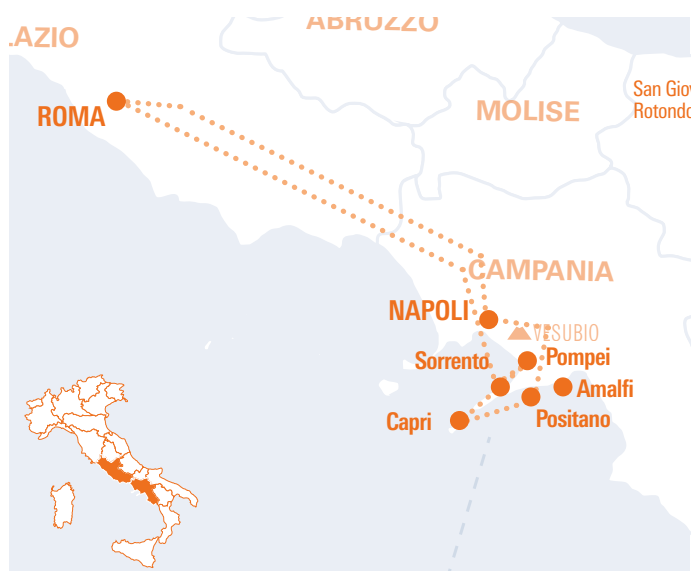 ABRUZZO
.AZIO
San Giov
Rotondo
ROMA
MOLISE
CAMPANIA
NAPOLI
VESUBIO
Sorrento
Pompei
Amalfi
Capri
Positano